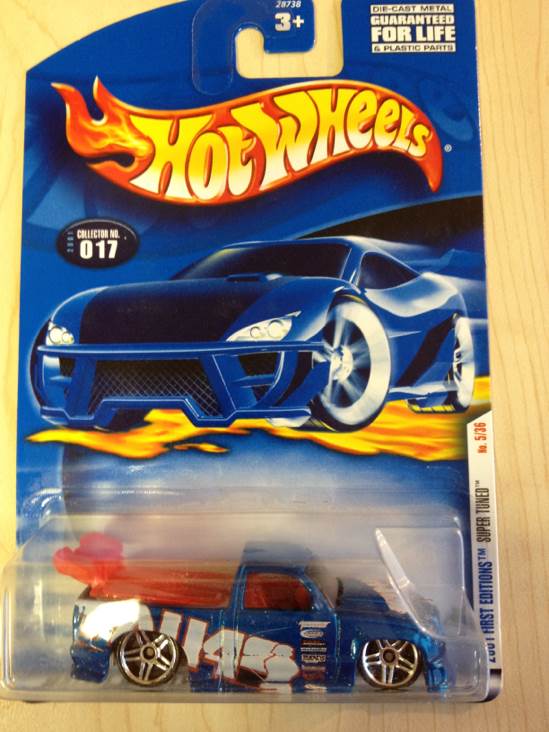 28738
3+
DIE-CAST METAL
GUARANTEED
FOR LIFE
& PLASTIC PARTS
HOT WHEELS®
2001
COLLECTOR NO.
017
No. 5/36
2001 FIRST EDITIONS™ SUPER TUNED™